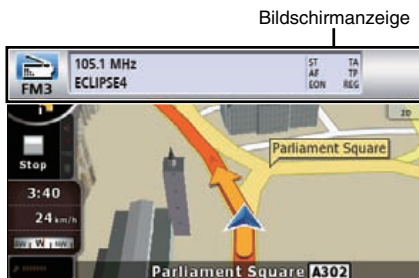 Bildschirmanzeige
105.1 MHz
ECLIPSE4
ST TA
AF TP
EON REG
FM3
2D
Stop
Parliament Square
3:40
24 km/h
W
Parliament Square A302